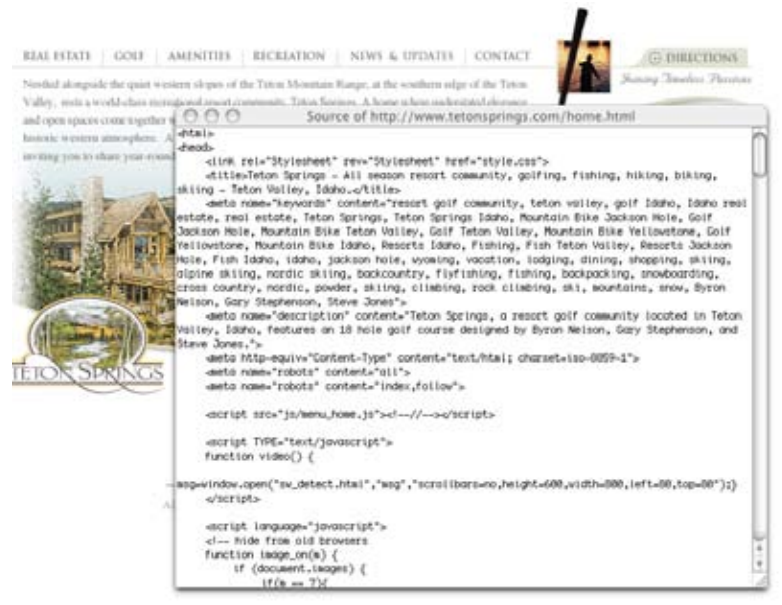 REAL ESTATE | GOLF | AMENITIES | RECREATION | NEWS & UPDATES | CONTACT
DIRECTIONS
Sharing Timeless Pleasures
Nestled alongside the quiet western slopes of the Teton Mountain Range, at the southern edge of the Teton
Valley, rests a world-class recreational resort community, Teton Springs. A home where understated elegance
and open spaces come together
historic western atmosphere.
inviting you to share year-round
TETON SPRINGS
Source of http://www.tetonsprings.com/home.html
<html>
<head>
<link rel="Stylesheet" rev="Stylesheet" href="style.css">
<title>Teton Springs - All season resort community, golfing, fishing, hiking, biking,
skiing - Teton Valley, Idaho.</title>
<meta name="keywords" content="resort golf community, teton valley, golf Idaho, Idaho real
estate, real estate, Teton Springs, Teton Springs Idaho, Mountain Bike Jackson Hole, Golf
Jackson Hole, Mountain Bike Teton Valley, Golf Teton Valley, Mountain Bike Yellowstone, Golf
Yellowstone, Mountain Bike Idaho, Resorts Idaho, Fishing, Fish Teton Valley, Resorts Jackson
Hole, Fish Idaho, idaho, jackson hole, wyoming, vacation, lodging, dining, shopping, skiing,
alpine skiing, nordic skiing, backcountry, flyfishing, fishing, backpacking, snowboarding,
cross country, nordic, powder, skiing, climbing, rock climbing, ski, mountains, snow, Byron
Nelson, Gary Stephenson, Steve Jones">
<meta name="description" content="Teton Springs, a resort golf community located in Teton
Valley, Idaho, features an 18 hole golf course designed by Byron Nelson, Gary Stephenson, and
Steve Jones.">
<meta http-equiv="Content-Type" content="text/html; charset=iso-8859-1">
<meta name="robots" content="all">
<meta name="robots" content="index,follow">
<script src="js/menu_home.js"><!--//--></script>
<script TYPE="text/javascript">
function video() {
msg=window.open("sw_detect.html","msg","scrollbars=no,height=600,width=800,left=80,top=80");}
</script>
<script language="javascript">
<!-- hide from old browsers
function image_on(m) {
if (document.images) {
if(m == 7){